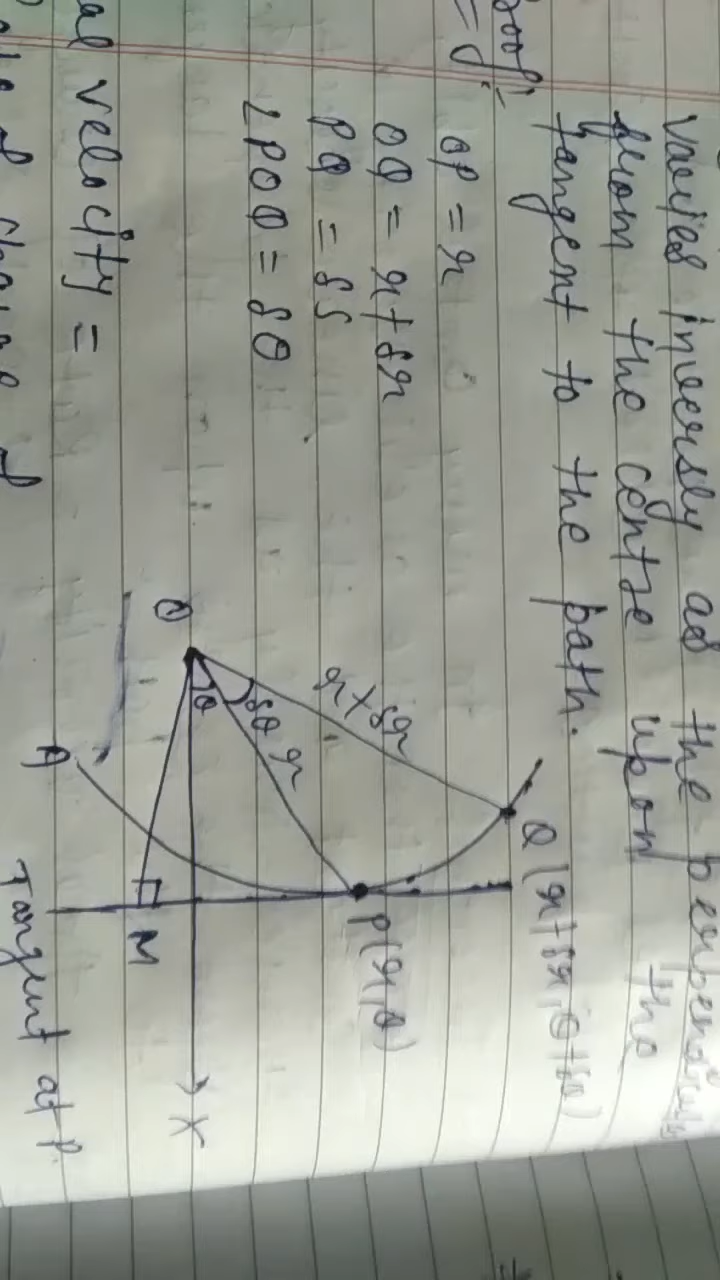 varies inversly as the perpendicular
from the centre upon the
tangent to the path.
Proof:-
OP = r
OQ = r+δr
PQ = δS
∠POQ = δθ
Q(r+δr, θ+δθ)
r+δr
δθ r
P(r,θ)
O
θ
X
M
A
Tangent at P.
velocity =